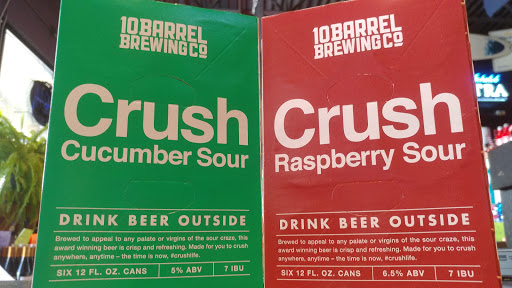 10 BARREL
BREWING CO
Crush
Cucumber Sour
DRINK BEER OUTSIDE
Brewed to appeal to any palate or virgins of the sour craze, this
award winning beer is crisp and refreshing. Made for you to crush
anywhere, anytime – the time is now, #crushlife.
SIX 12 FL. OZ. CANS 5% ABV 7 IBU
10 BARREL
BREWING CO
Crush
Raspberry Sour
DRINK BEER OUTSIDE
Brewed to appeal to any palate or virgins of the sour craze, this
award winning beer is crisp and refreshing. Made for you to crush
anywhere, anytime – the time is now, #crushlife.
SIX 12 FL. OZ. CANS 6.5% ABV 7 IBU
TRA